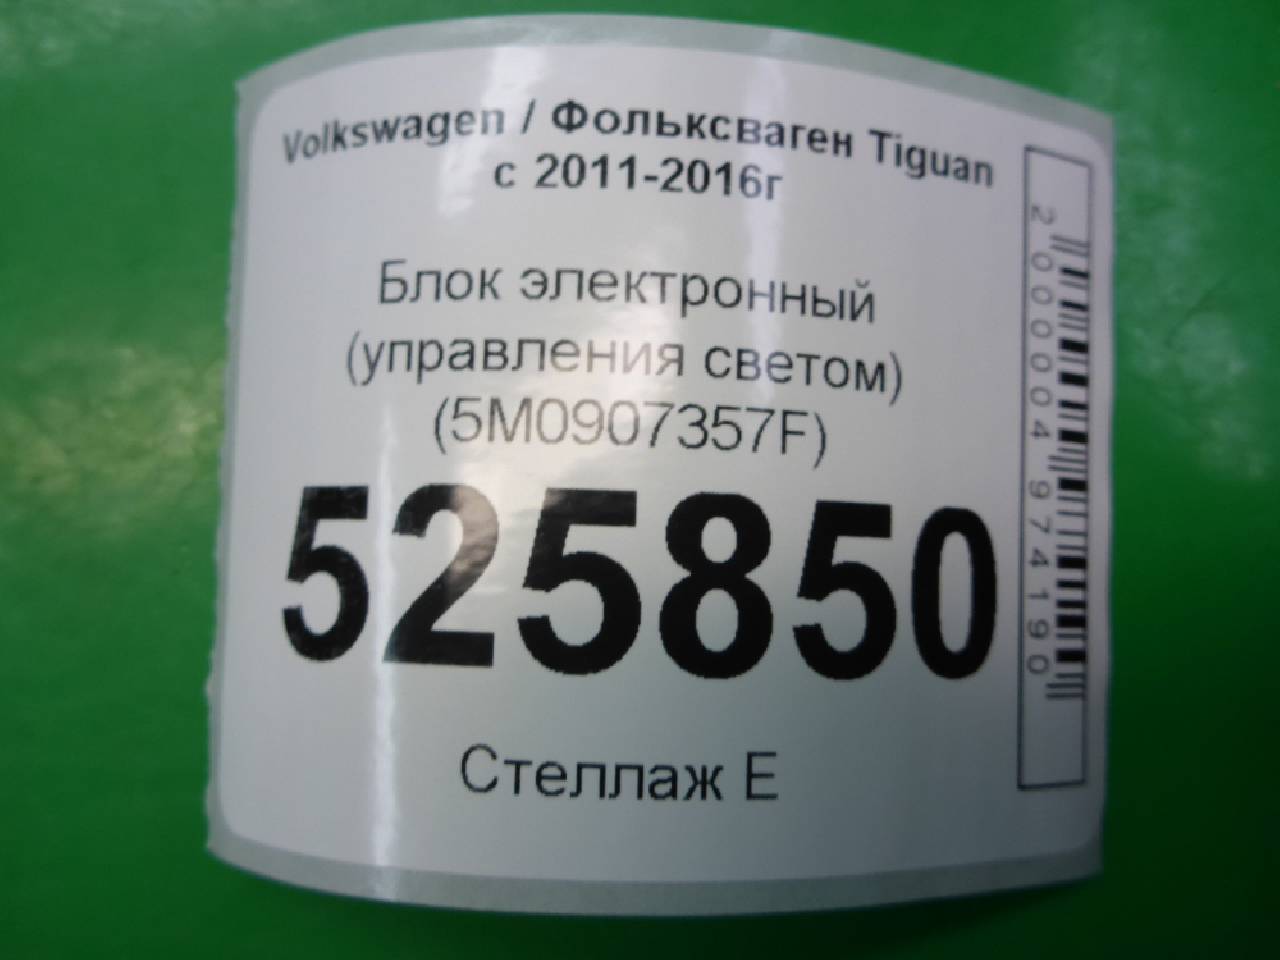 Volkswagen / Фольксваген Tiguan
с 2011-2016г
Блок электронный
(управления светом)
(5M0907357F)
525850
Стеллаж Е
2000004974190